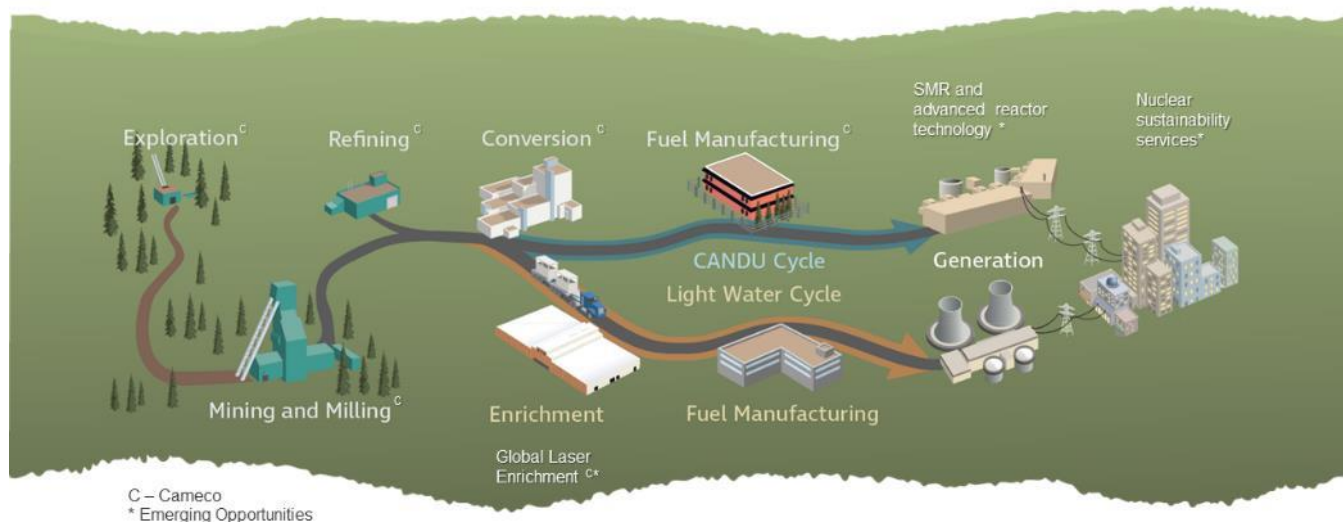 SMR and
advanced reactor
technology *
Nuclear
sustainability
services*
Exploration C
Refining C
Conversion C
Fuel Manufacturing C
CANDU Cycle
Generation
Light Water Cycle
Mining and Milling C
Enrichment
Fuel Manufacturing
Global Laser
Enrichment C*
C – Cameco
* Emerging Opportunities